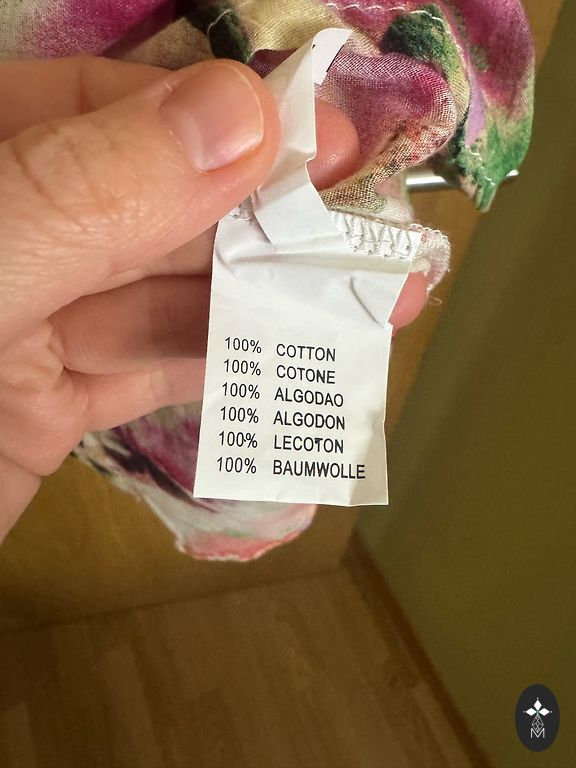 100% COTTON
100% COTONE
100% ALGODAO
100% ALGODON
100% LECOTON
100% BAUMWOLLE
M